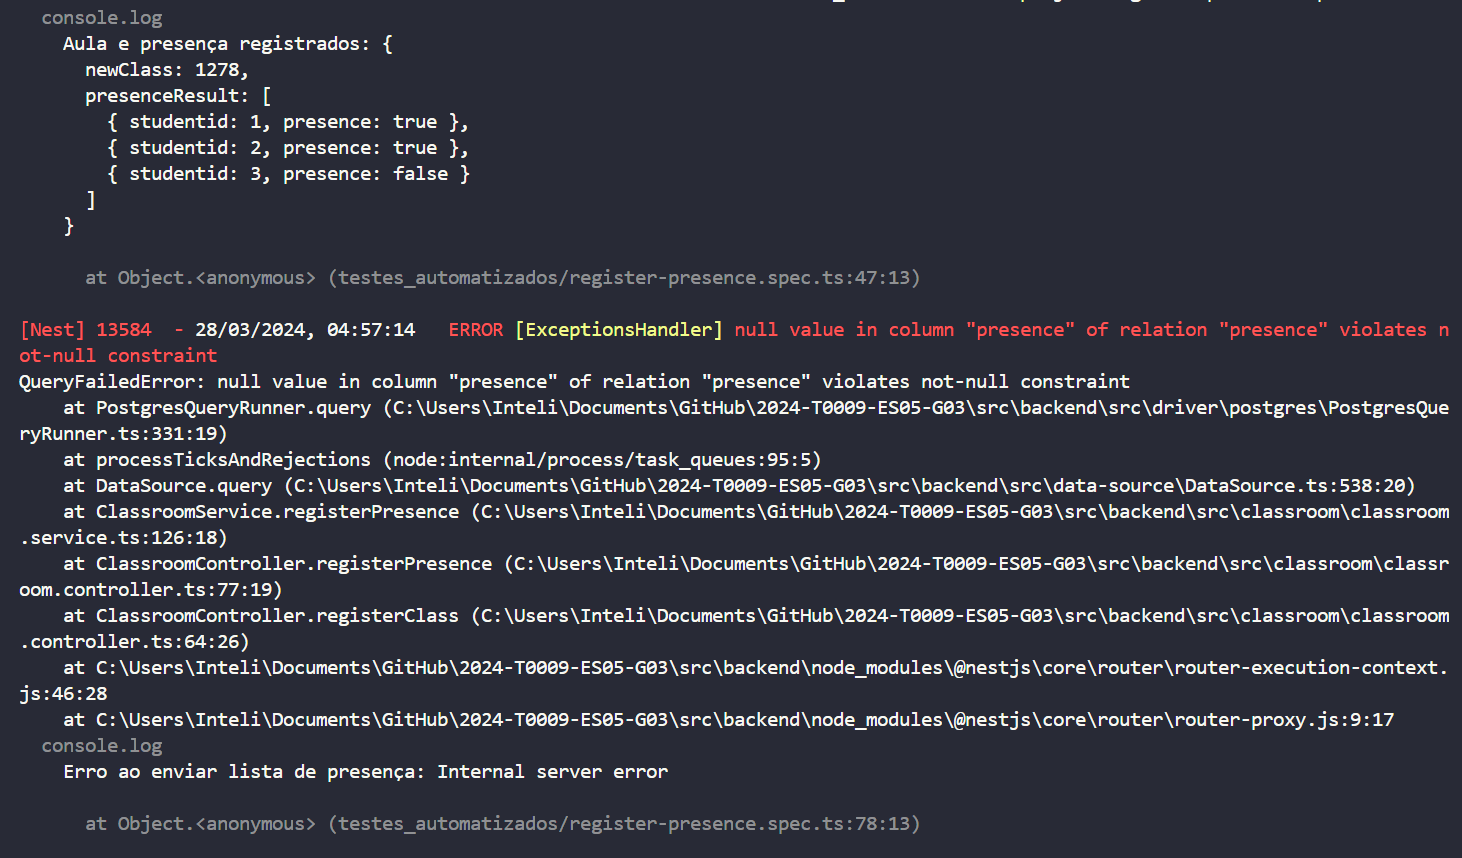 console.log
Aula e presença registrados: {
newClass: 1278,
presenceResult: [
{ studentid: 1, presence: true },
{ studentid: 2, presence: true },
{ studentid: 3, presence: false }
]
}
at Object.<anonymous> (testes_automatizados/register-presence.spec.ts:47:13)
[Nest] 13584  - 28/03/2024, 04:57:14   ERROR [ExceptionsHandler] null value in column "presence" of relation "presence" violates n
ot-null constraint
QueryFailedError: null value in column "presence" of relation "presence" violates not-null constraint
at PostgresQueryRunner.query (C:\Users\Inteli\Documents\GitHub\2024-T0009-ES05-G03\src\backend\src\driver\postgres\PostgresQue
ryRunner.ts:331:19)
at processTicksAndRejections (node:internal/process/task_queues:95:5)
at DataSource.query (C:\Users\Inteli\Documents\GitHub\2024-T0009-ES05-G03\src\backend\src\data-source\DataSource.ts:538:20)
at ClassroomService.registerPresence (C:\Users\Inteli\Documents\GitHub\2024-T0009-ES05-G03\src\backend\src\classroom\classroom
.service.ts:126:18)
at ClassroomController.registerPresence (C:\Users\Inteli\Documents\GitHub\2024-T0009-ES05-G03\src\backend\src\classroom\classr
oom.controller.ts:77:19)
at ClassroomController.registerClass (C:\Users\Inteli\Documents\GitHub\2024-T0009-ES05-G03\src\backend\src\classroom\classroom
.controller.ts:64:26)
at C:\Users\Inteli\Documents\GitHub\2024-T0009-ES05-G03\src\backend\node_modules\@nestjs\core\router\router-execution-context.
js:46:28
at C:\Users\Inteli\Documents\GitHub\2024-T0009-ES05-G03\src\backend\node_modules\@nestjs\core\router\router-proxy.js:9:17
console.log
Erro ao enviar lista de presença: Internal server error
at Object.<anonymous> (testes_automatizados/register-presence.spec.ts:78:13)